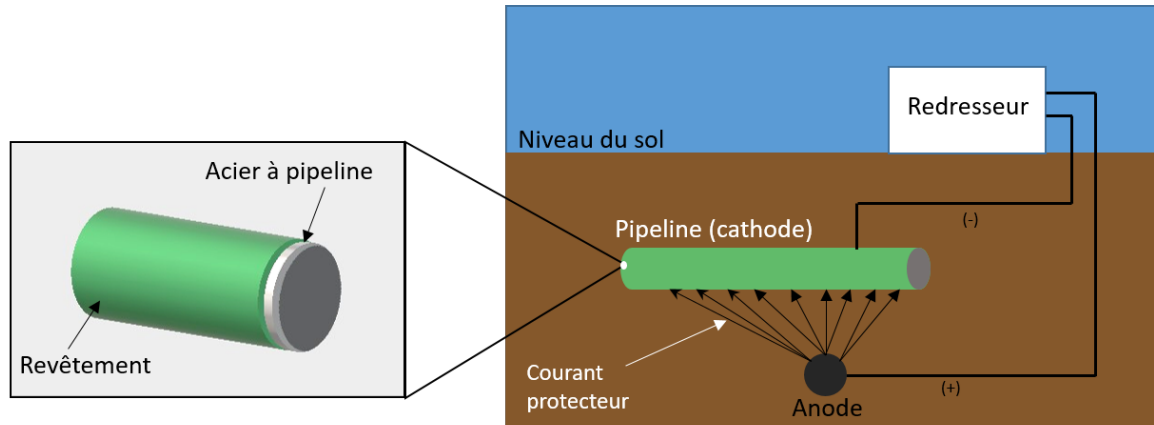 Acier à pipeline
Revêtement
Redresseur
Niveau du sol
(-)
Pipeline (cathode)
Courant
protecteur
(+)
Anode